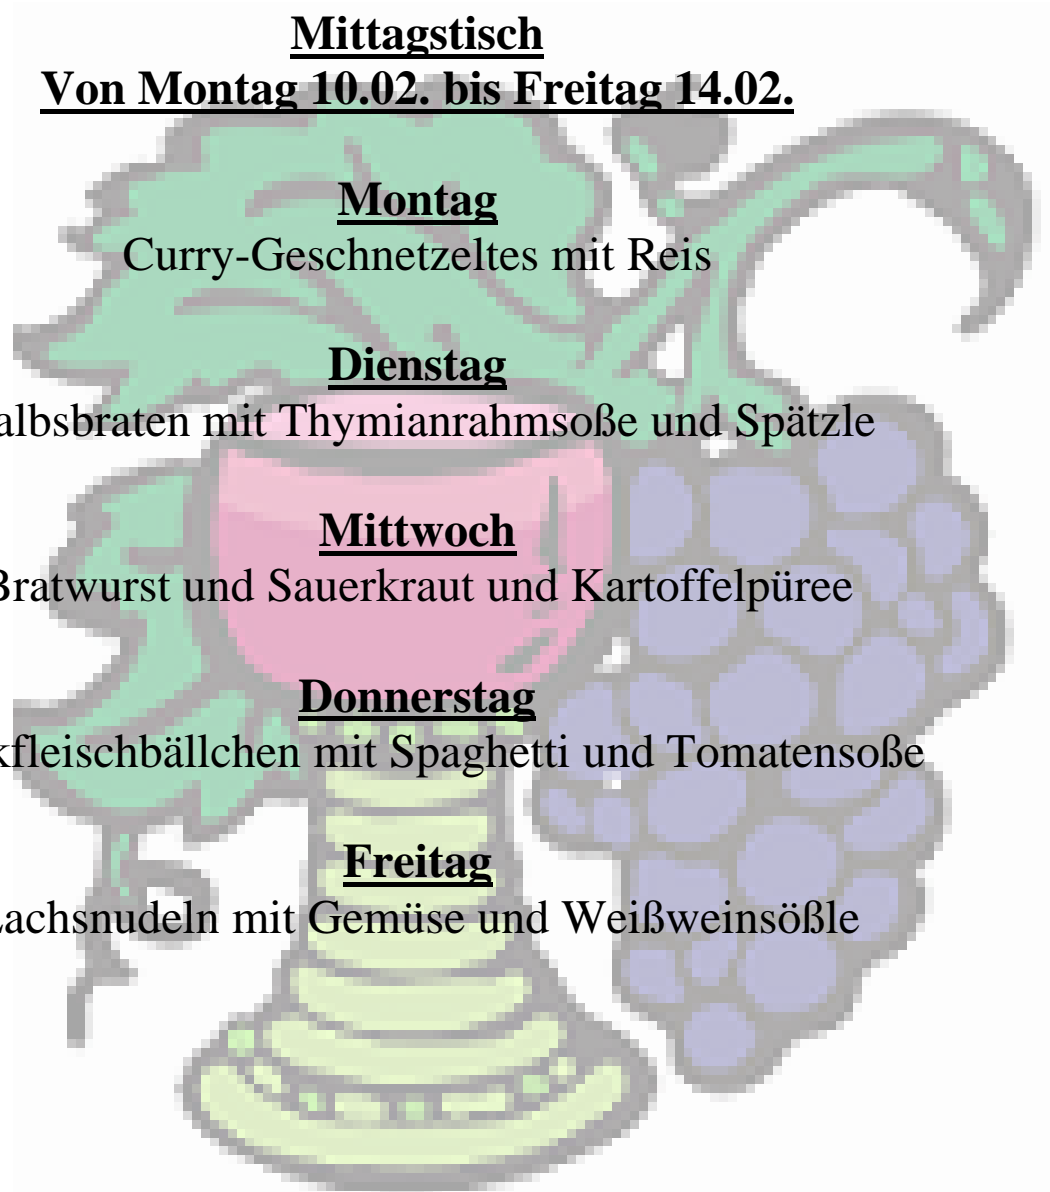 Mittagstisch
Von Montag 10.02. bis Freitag 14.02.
Montag
Curry-Geschnetzeltes mit Reis
Dienstag
albsbraten mit Thymianrahmsoße und Spätzle
Mittwoch
Bratwurst und Sauerkraut und Kartoffelpüree
Donnerstag
kfleischbällchen mit Spaghetti und Tomatensoße
Freitag
Lachsnudeln mit Gemüse und Weißweinsößle